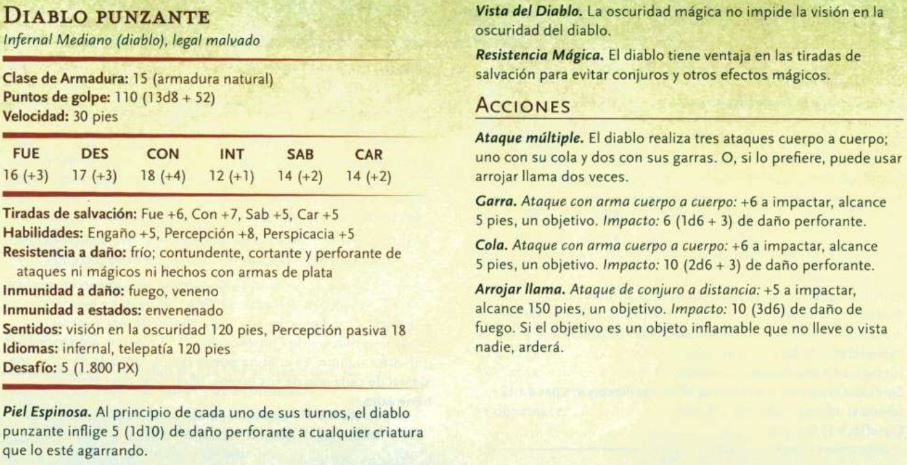 DIABLO PUNZANTE
Infernal Mediano (diablo), legal malvado
Clase de Armadura: 15 (armadura natural)
Puntos de golpe: 110 (13d8 + 52)
Velocidad: 30 pies
FUE DES CON INT SAB CAR
16 (+3) 17 (+3) 18 (+4) 12 (+1) 14 (+2) 14 (+2)
Tiradas de salvación: Fue +6, Con +7, Sab +5, Car +5
Habilidades: Engaño +5, Percepción +8, Perspicacia +5
Resistencia a daño: frío; contundente, cortante y perforante de
ataques ni mágicos ni hechos con armas de plata
Inmunidad a daño: fuego, veneno
Inmunidad a estados: envenenado
Sentidos: visión en la oscuridad 120 pies, Percepción pasiva 18
Idiomas: infernal, telepatía 120 pies
Desafío: 5 (1.800 PX)
Piel Espinosa. Al principio de cada uno de sus turnos, el diablo
punzante inflige 5 (1d10) de daño perforante a cualquier criatura
que lo esté agarrando.
Vista del Diablo. La oscuridad mágica no impide la visión en la
oscuridad del diablo.
Resistencia Mágica. El diablo tiene ventaja en las tiradas de
salvación para evitar conjuros y otros efectos mágicos.
ACCIONES
Ataque múltiple. El diablo realiza tres ataques cuerpo a cuerpo;
uno con su cola y dos con sus garras. O, si lo prefiere, puede usar
arrojar llama dos veces.
Garra. Ataque con arma cuerpo a cuerpo: +6 a impactar, alcance
5 pies, un objetivo. Impacto: 6 (1d6 + 3) de daño perforante.
Cola. Ataque con arma cuerpo a cuerpo: +6 a impactar, alcance
5 pies, un objetivo. Impacto: 10 (2d6 + 3) de daño perforante.
Arrojar llama. Ataque de conjuro a distancia: +5 a impactar,
alcance 150 pies, un objetivo. Impacto: 10 (3d6) de daño de
fuego. Si el objetivo es un objeto inflamable que no lleve o vista
nadie, arderá.